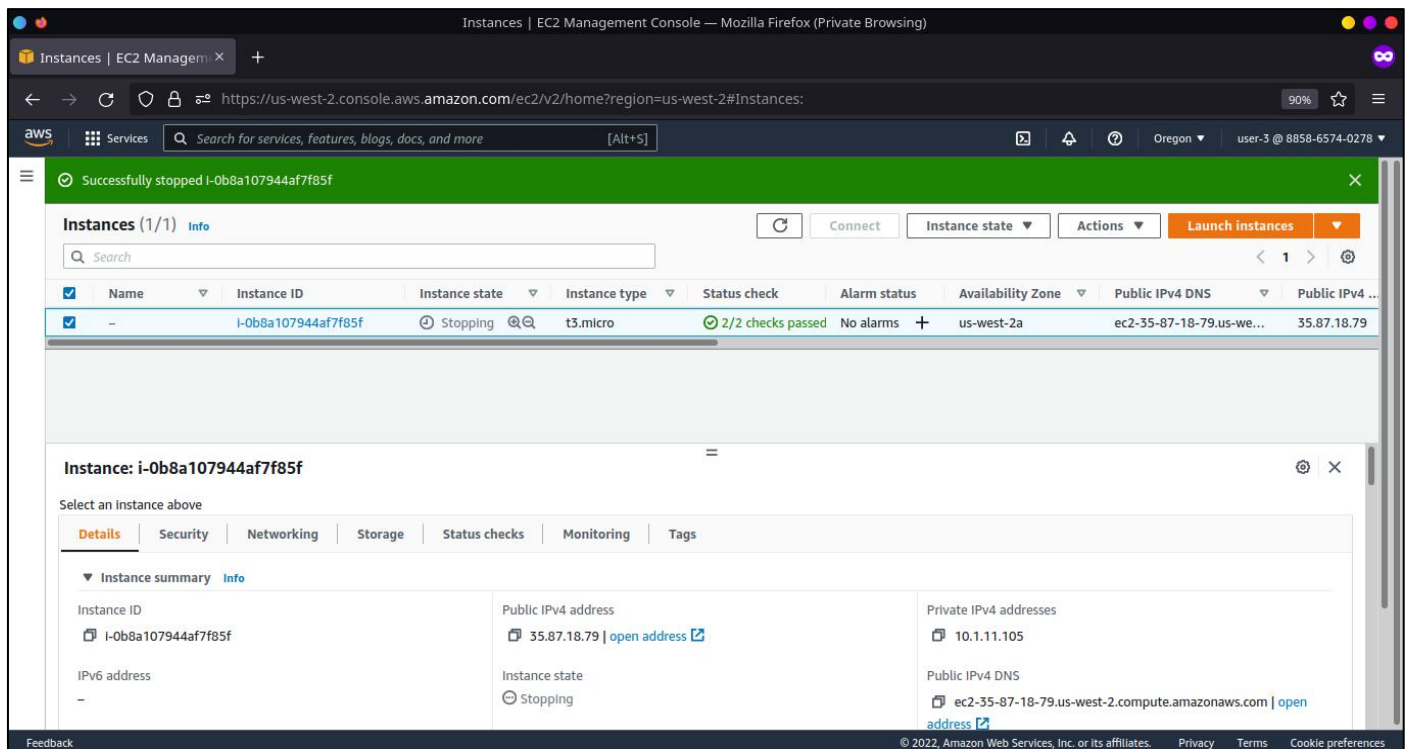 Instances | EC2 Management Console — Mozilla Firefox (Private Browsing)
Instances | EC2 Managem
https://us-west-2.console.aws.amazon.com/ec2/v2/home?region=us-west-2#Instances:
90%
aws
Services
Search for services, features, blogs, docs, and more
[Alt+S]
Oregon
user-3 @ 8858-6574-0278
Successfully stopped i-0b8a107944af7f85f
Instances (1/1) Info
Connect
Instance state
Actions
Launch instances
Search
1
Name Instance ID Instance state Instance type Status check Alarm status Availability Zone Public IPv4 DNS Public IPv4 ...
– i-0b8a107944af7f85f Stopping t3.micro 2/2 checks passed No alarms + us-west-2a ec2-35-87-18-79.us-we... 35.87.18.79
Instance: i-0b8a107944af7f85f
Select an instance above
Details Security Networking Storage Status checks Monitoring Tags
Instance summary Info
Instance ID Public IPv4 address Private IPv4 addresses
i-0b8a107944af7f85f 35.87.18.79 | open address 10.1.11.105
IPv6 address Instance state Public IPv4 DNS
– Stopping ec2-35-87-18-79.us-west-2.compute.amazonaws.com | open
address
Feedback © 2022, Amazon Web Services, Inc. or its affiliates. Privacy Terms Cookie preferences